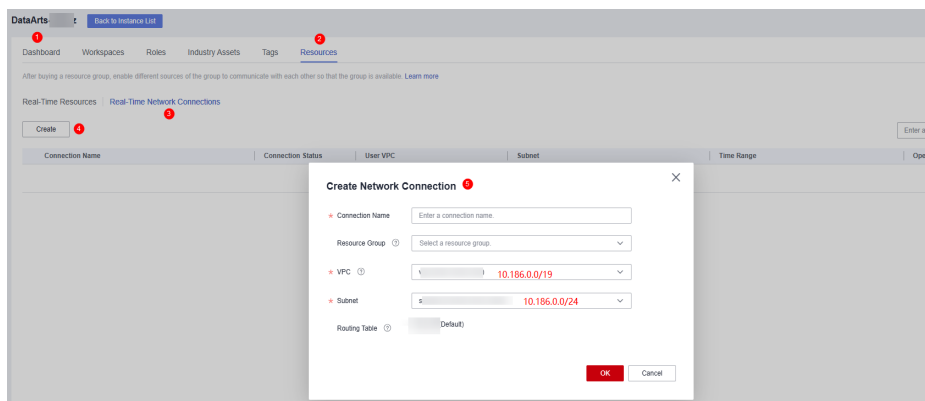 DataArts- z Back to Instance List
1 2
Dashboard Workspaces Roles Industry Assets Tags Resources
After buying a resource group, enable different sources of the group to communicate with each other so that the group is available. Learn more
Real-Time Resources Real-Time Network Connections
3
Create 4 Enter a
Connection Name Connection Status User VPC Subnet Time Range Ope
Create Network Connection 5
* Connection Name Enter a connection name.
Resource Group ? Select a resource group.
* VPC ? 10.186.0.0/19
* Subnet s 10.186.0.0/24
Routing Table ? Default)
OK Cancel